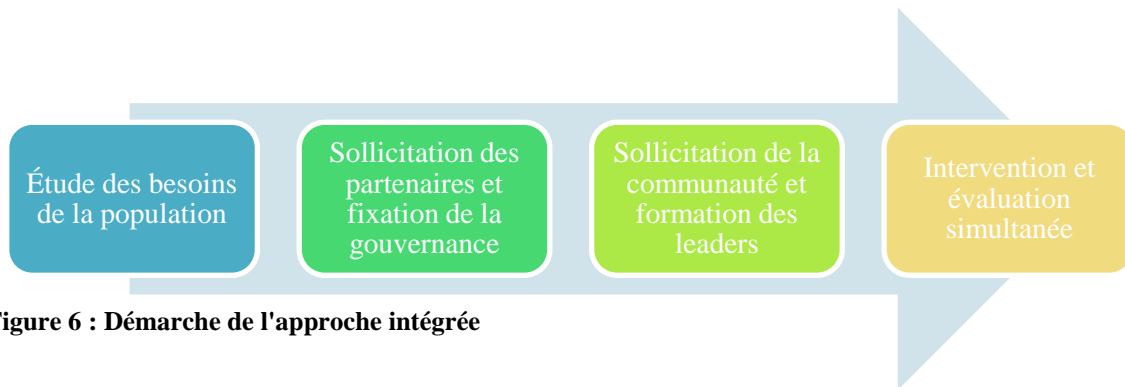 Étude des besoins
de la population
Sollicitation des
partenaires et
fixation de la
gouvernance
Sollicitation de la
communauté et
formation des
leaders
Intervention et
évaluation
simultanée
Figure 6 : Démarche de l'approche intégrée